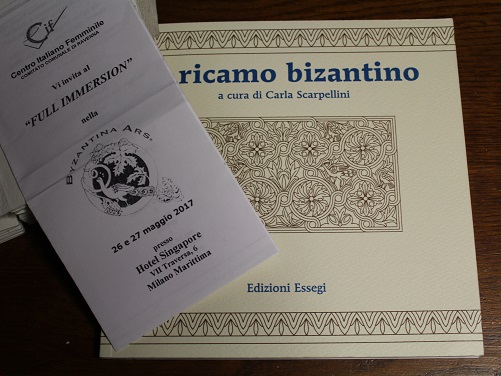 Cif
Centro Italiano Femminile
COMITATO COMUNALE DI RAVENNA
Vi invita al
"FULL IMMERSION"
nella
BYZANTINA ARS
26 e 27 maggio 2017
presso
Hotel Singapore
VII Traversa, 6
Milano Marittima
ricamo bizantino
a cura di Carla Scarpellini
Edizioni Essegi